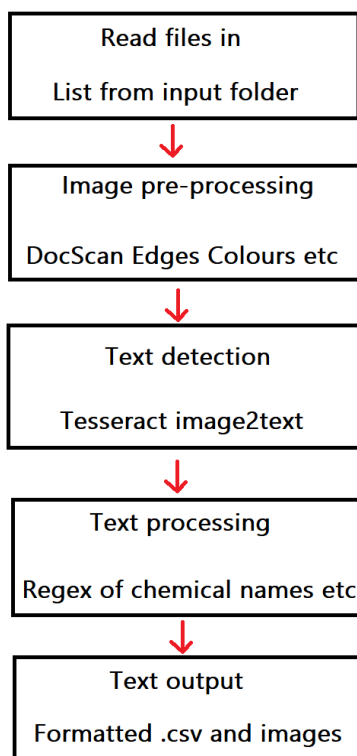 Read files in
List from input folder
Image pre-processing
DocScan Edges Colours etc
Text detection
Tesseract image2text
Text processing
Regex of chemical names etc
Text output
Formatted .csv and images